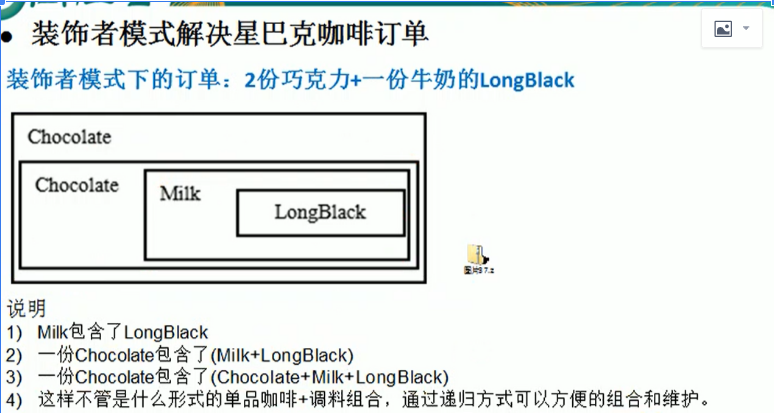 ● 装饰者模式解决星巴克咖啡订单
装饰者模式下的订单：2份巧克力+一份牛奶的LongBlack
Chocolate
Chocolate
Milk
LongBlack
说明
1) Milk包含了LongBlack
2) 一份Chocolate包含了(Milk+LongBlack)
3) 一份Chocolate包含了(Chocolate+Milk+LongBlack)
4) 这样不管是什么形式的单品咖啡+调料组合，通过递归方式可以方便的组合和维护。